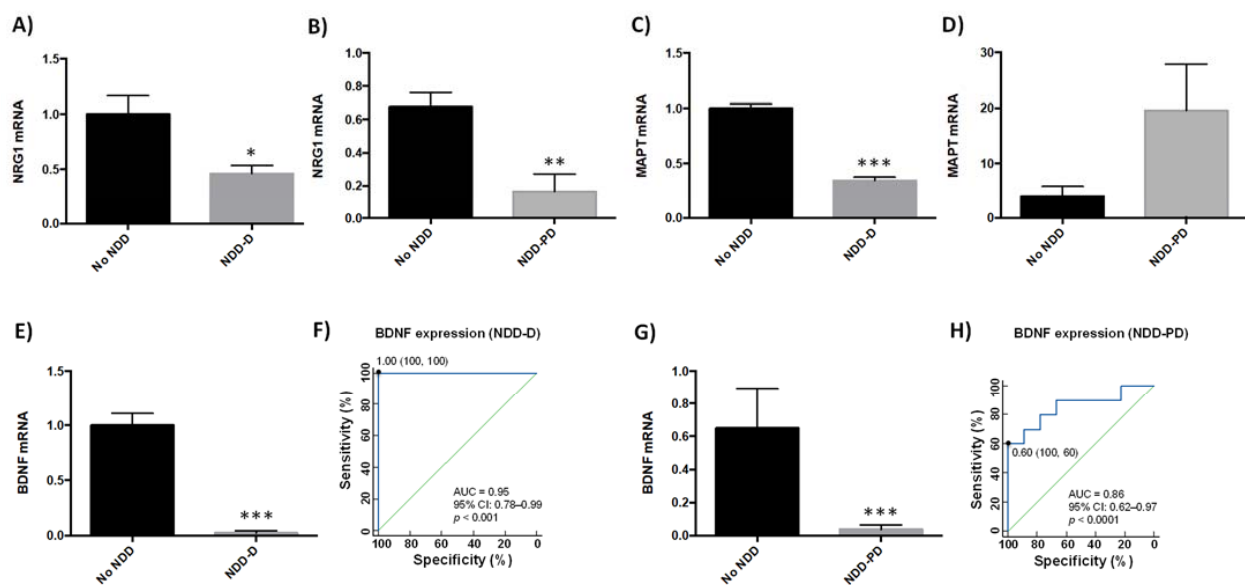 A)
NRG1 mRNA
1.5
1.0
0.5
0.0
*
No NDD
NDD-D
B)
NRG1 mRNA
1.0
0.8
0.6
0.4
0.2
0.0
**
No NDD
NDD-PD
C)
MAPT mRNA
1.5
1.0
0.5
0.0
***
No NDD
NDD-D
D)
MAPT mRNA
30
20
10
0
No NDD
NDD-PD
E)
BDNF mRNA
1.5
1.0
0.5
0.0
***
No NDD
NDD-D
F)
BDNF expression (NDD-D)
1.00 (100, 100)
Sensitivity (%)
100
80
60
40
20
0
AUC = 0.95
95% CI: 0.78–0.99
p < 0.001
100 80 60 40 20 0
Specificity (%)
G)
BDNF mRNA
1.0
0.8
0.6
0.4
0.2
0.0
***
No NDD
NDD-PD
H)
BDNF expression (NDD-PD)
Sensitivity (%)
100
80
60
40
20
0
0.60 (100, 60)
AUC = 0.86
95% CI: 0.62–0.97
p < 0.0001
100 80 60 40 20 0
Specificity (%)